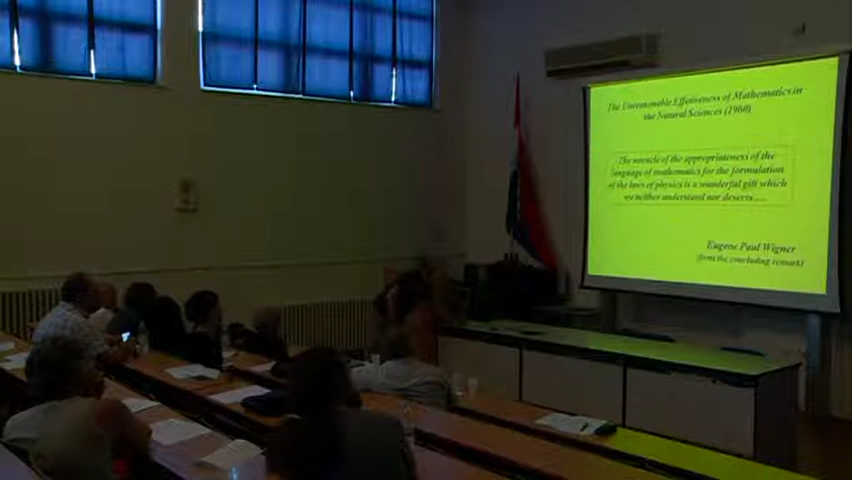 The Unreasonable Effetiveness of Mathematics in
the Natural Sciences (1960)
The miracle of the appropriateness of the
language of mathematics for the formulation
of the laws of physics is a wonderful gift which
we neither understand nor deserve ...
Eugene Paul Wigner
(from the concluding remark)